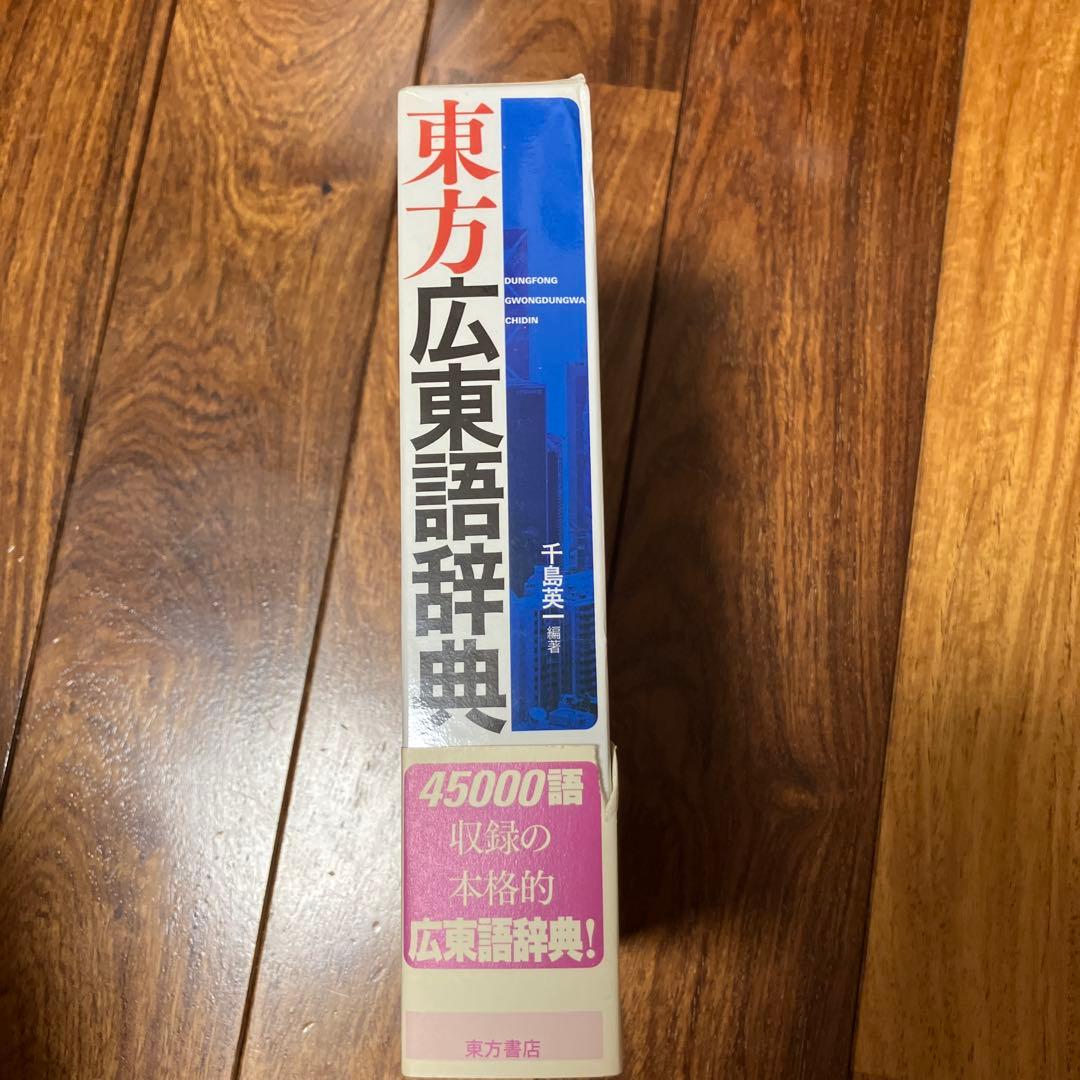 東方広東語辞典
DUNGFONG
GWONGDUNGWA
CHIDIN
千島英一 編著
45000語
収録の
本格的
広東語辞典!
東方書店